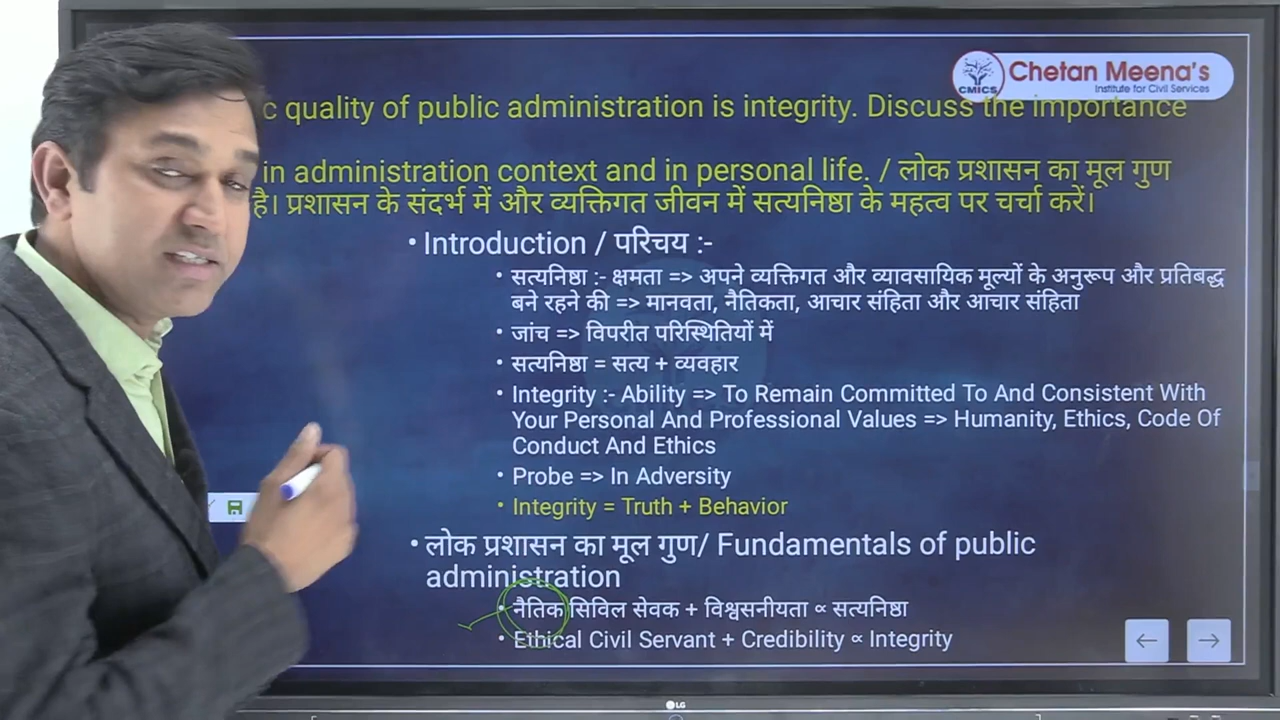 Chetan Meena's
Institute for Civil Services
CMICS
c quality of public administration is integrity. Discuss the importance
in administration context and in personal life. / लोक प्रशासन का मूल गुण
है। प्रशासन के संदर्भ में और व्यक्तिगत जीवन में सत्यनिष्ठा के महत्व पर चर्चा करें।
• Introduction / परिचय :-
• सत्यनिष्ठा :- क्षमता => अपने व्यक्तिगत और व्यावसायिक मूल्यों के अनुरूप और प्रतिबद्ध
बने रहने की => मानवता, नैतिकता, आचार संहिता और आचार संहिता
• जांच => विपरीत परिस्थितियों में
• सत्यनिष्ठा = सत्य + व्यवहार
• Integrity :- Ability => To Remain Committed To And Consistent With
Your Personal And Professional Values => Humanity, Ethics, Code Of
Conduct And Ethics
• Probe => In Adversity
• Integrity = Truth + Behavior
• लोक प्रशासन का मूल गुण/ Fundamentals of public
administration
• नैतिक सिविल सेवक + विश्वसनीयता ∝ सत्यनिष्ठा
• Ethical Civil Servant + Credibility ∝ Integrity
LG